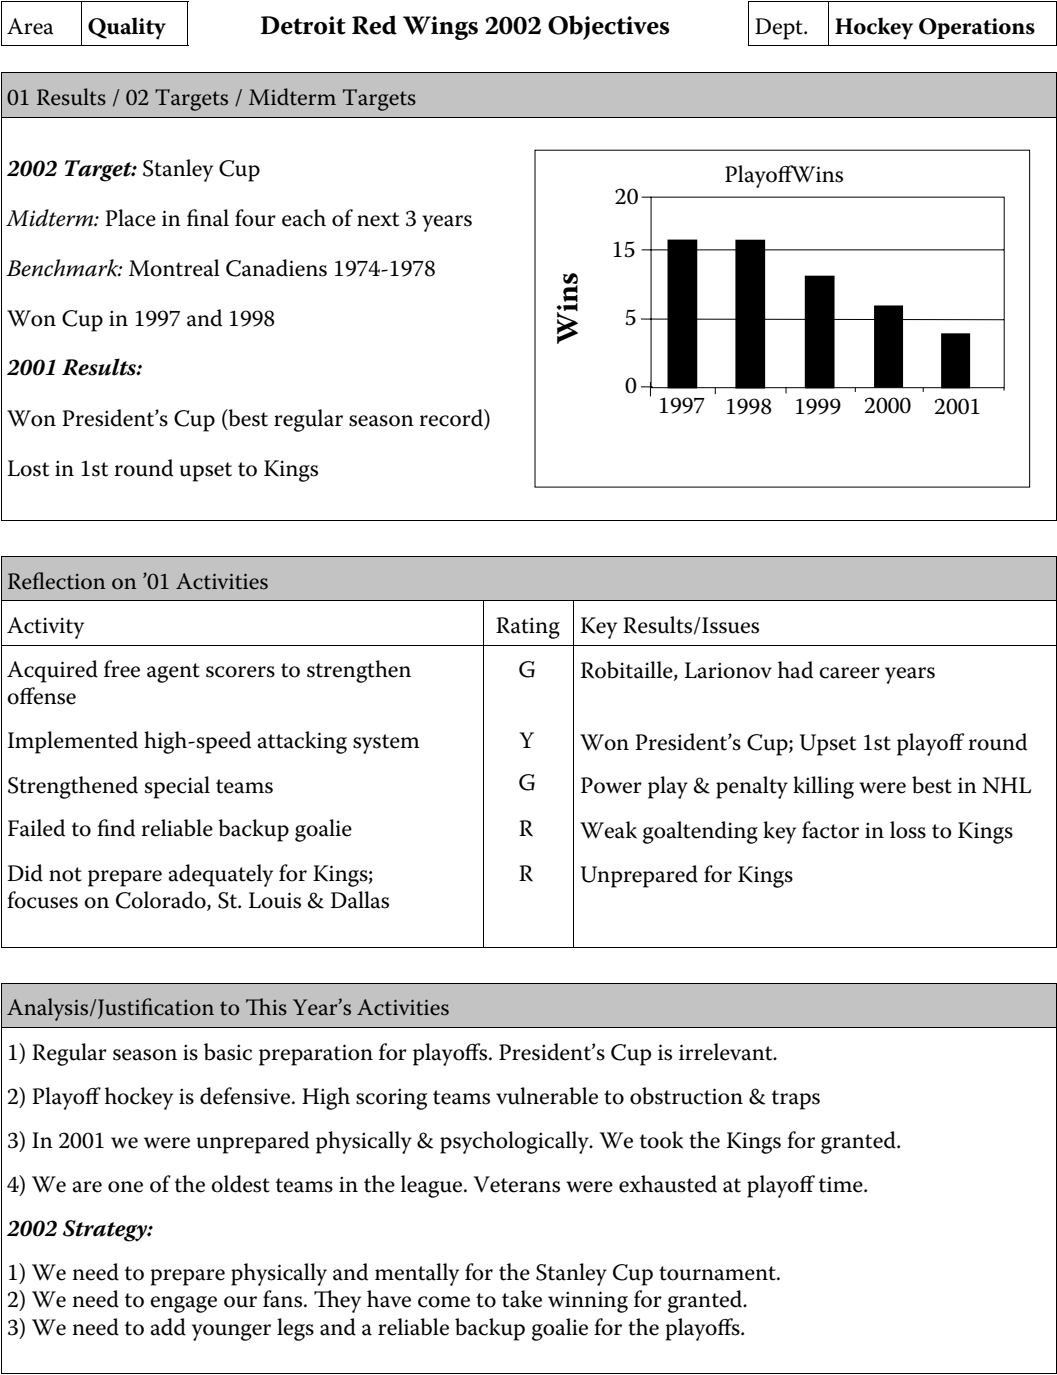 Area Quality Detroit Red Wings 2002 Objectives Dept. Hockey Operations
01 Results / 02 Targets / Midterm Targets
2002 Target: Stanley Cup
Midterm: Place in final four each of next 3 years
Benchmark: Montreal Canadiens 1974-1978
Won Cup in 1997 and 1998
2001 Results:
Won President’s Cup (best regular season record)
Lost in 1st round upset to Kings
PlayoffWins
Wins
20
15
5
0
1997 1998 1999 2000 2001
Reflection on ’01 Activities
Activity Rating Key Results/Issues
Acquired free agent scorers to strengthen G Robitaille, Larionov had career years
offense
Implemented high-speed attacking system Y Won President’s Cup; Upset 1st playoff round
Strengthened special teams G Power play & penalty killing were best in NHL
Failed to find reliable backup goalie R Weak goaltending key factor in loss to Kings
Did not prepare adequately for Kings; R Unprepared for Kings
focuses on Colorado, St. Louis & Dallas
Analysis/Justification to This Year’s Activities
1) Regular season is basic preparation for playoffs. President’s Cup is irrelevant.
2) Playoff hockey is defensive. High scoring teams vulnerable to obstruction & traps
3) In 2001 we were unprepared physically & psychologically. We took the Kings for granted.
4) We are one of the oldest teams in the league. Veterans were exhausted at playoff time.
2002 Strategy:
1) We need to prepare physically and mentally for the Stanley Cup tournament.
2) We need to engage our fans. They have come to take winning for granted.
3) We need to add younger legs and a reliable backup goalie for the playoffs.